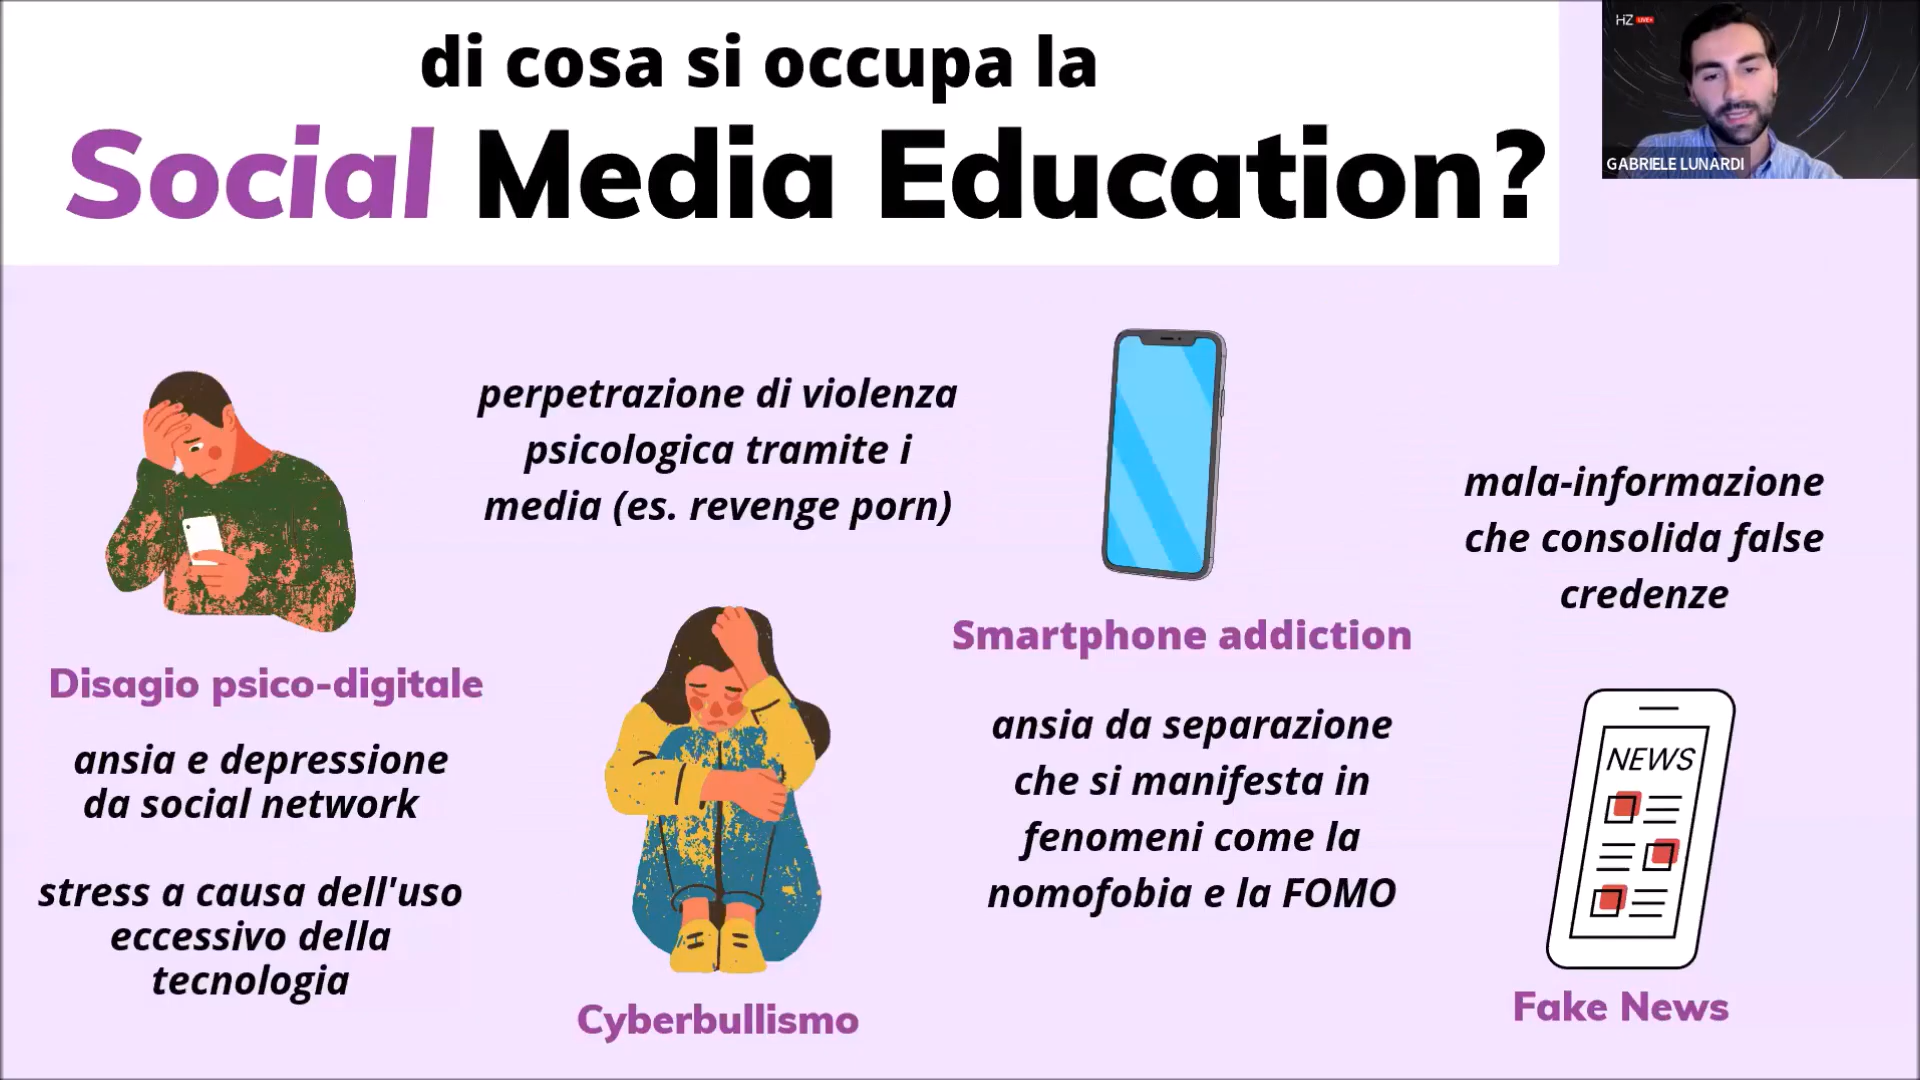 di cosa si occupa la
Social Media Education?
HZ LIVE+
GABRIELE LUNARDI
Disagio psico-digitale
ansia e depressione
da social network
stress a causa dell'uso
eccessivo della
tecnologia
perpetrazione di violenza
psicologica tramite i
media (es. revenge porn)
Cyberbullismo
Smartphone addiction
ansia da separazione
che si manifesta in
fenomeni come la
nomofobia e la FOMO
mala-informazione
che consolida false
credenze
NEWS
Fake News